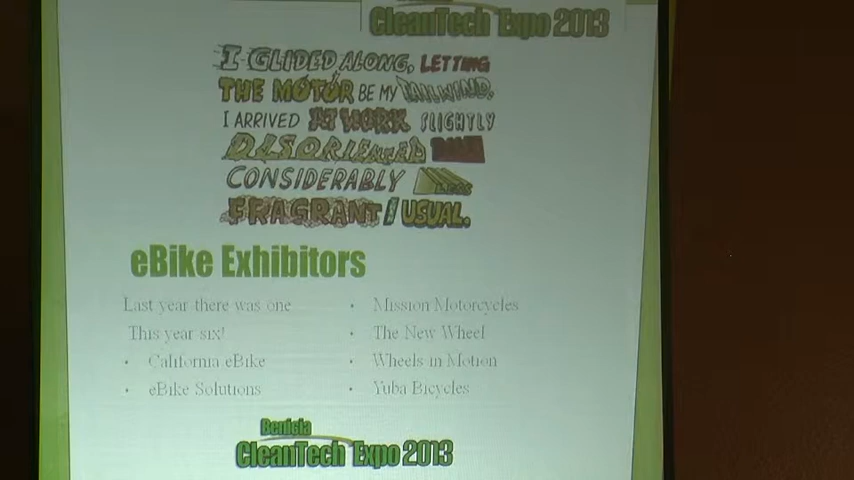 CleanTech Expo 2013
I GLIDED ALONG, LETTING
THE MOTOR BE MY TAILWIND.
I ARRIVED AT WORK SLIGHTLY
DISORIENTED
CONSIDERABLY LESS
FRAGRANT USUAL.
eBike Exhibitors
Last year there was one
This year six!
• California eBike
• eBike Solutions
• Mission Motorcycles
• The New Wheel
• Wheels in Motion
• Yuba Bicycles
Benicia
CleanTech Expo 2013